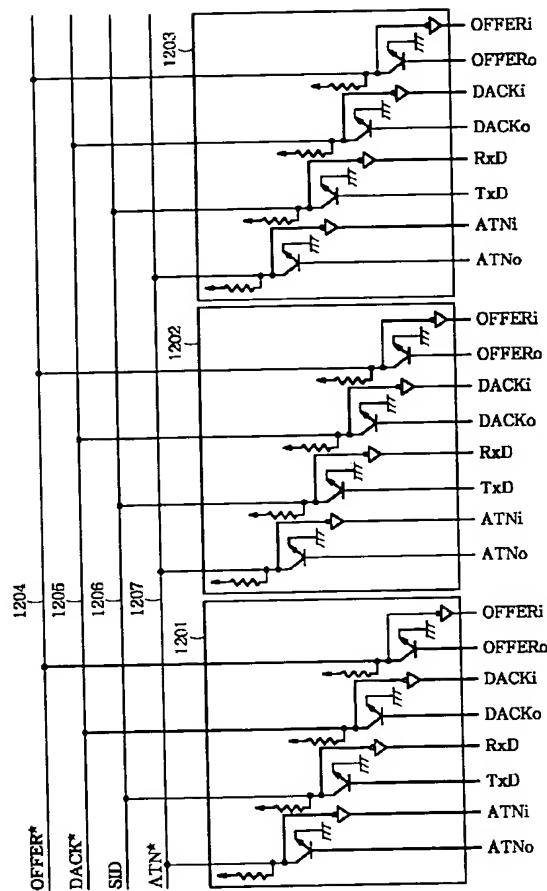 OFFER*
DACK*
SID
ATN*
1204
1205
1206
1207
1203
OFFERi
OFFERo
DACKi
DACKo
RxD
TxD
ATNi
ATNo
1202
OFFERi
OFFERo
DACKi
DACKo
RxD
TxD
ATNi
ATNo
1201
OFFERi
OFFERo
DACKi
DACKo
RxD
TxD
ATNi
ATNo